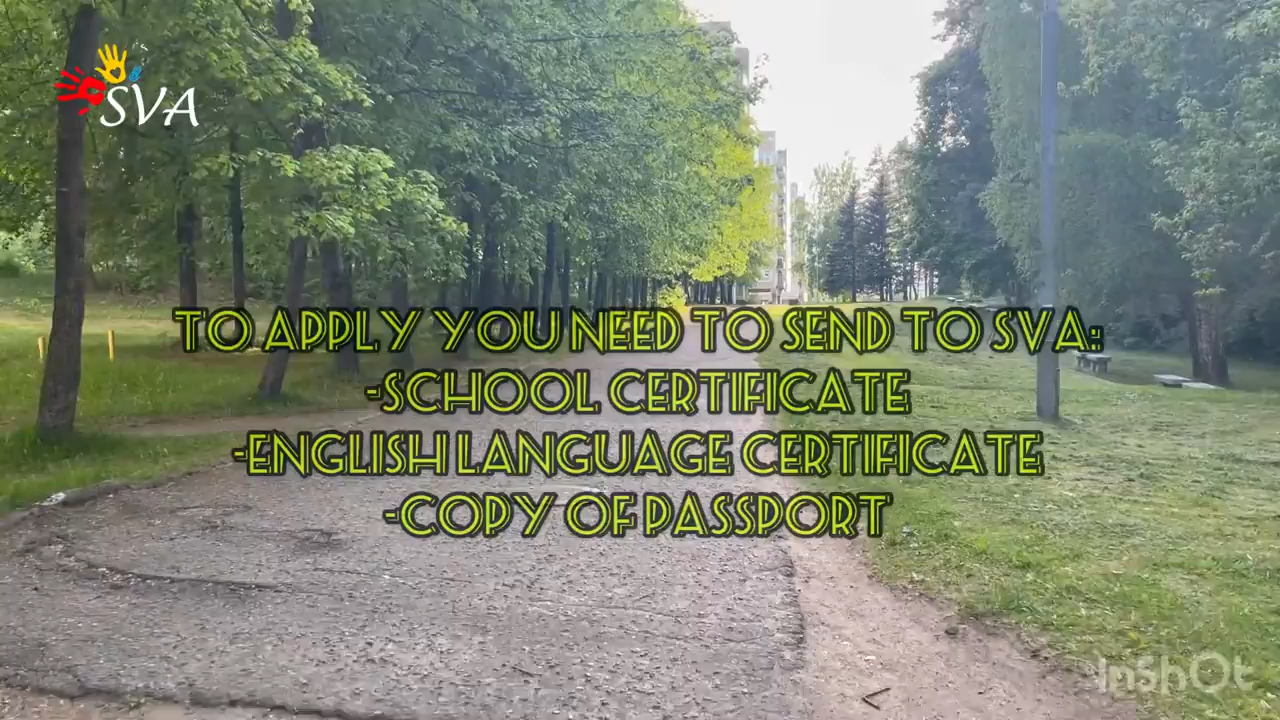 SVA
TO APPLY YOU NEED TO SEND TO SVA:
-SCHOOL CERTIFICATE
-ENGLISH LANGUAGE CERTIFICATE
-COPY OF PASSPORT
InShOt